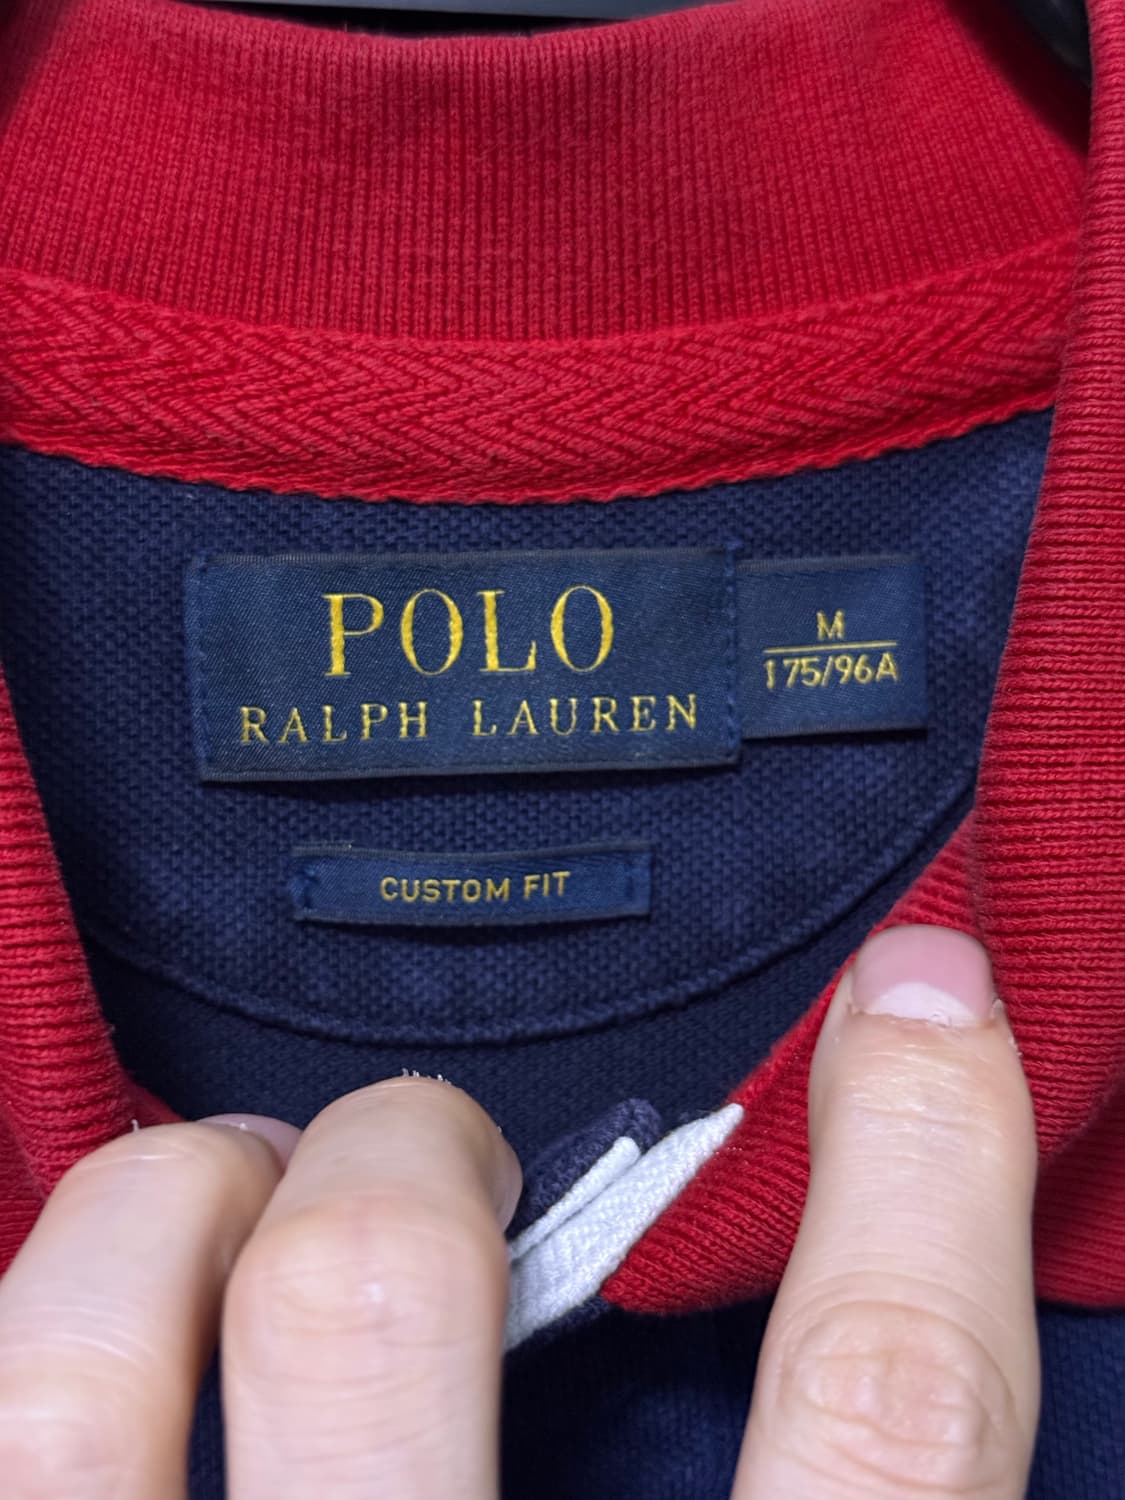 POLO
RALPH LAUREN
M
175/96A
CUSTOM FIT